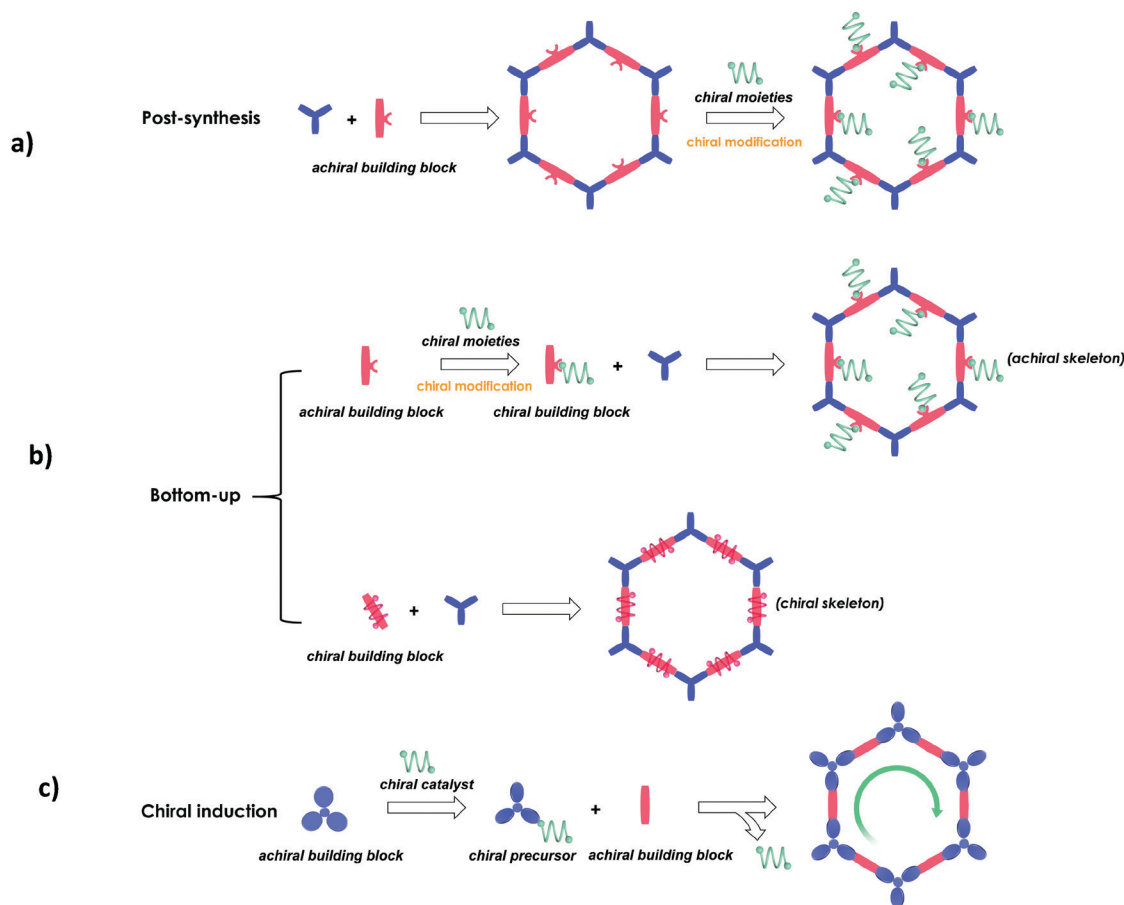 a)
Post-synthesis
+
achiral building block
chiral moieties
chiral modification
b)
Bottom-up
chiral moieties
chiral modification
achiral building block
chiral building block
+
(achiral skeleton)
+
chiral building block
(chiral skeleton)
c)
Chiral induction
achiral building block
chiral catalyst
chiral precursor
+
achiral building block